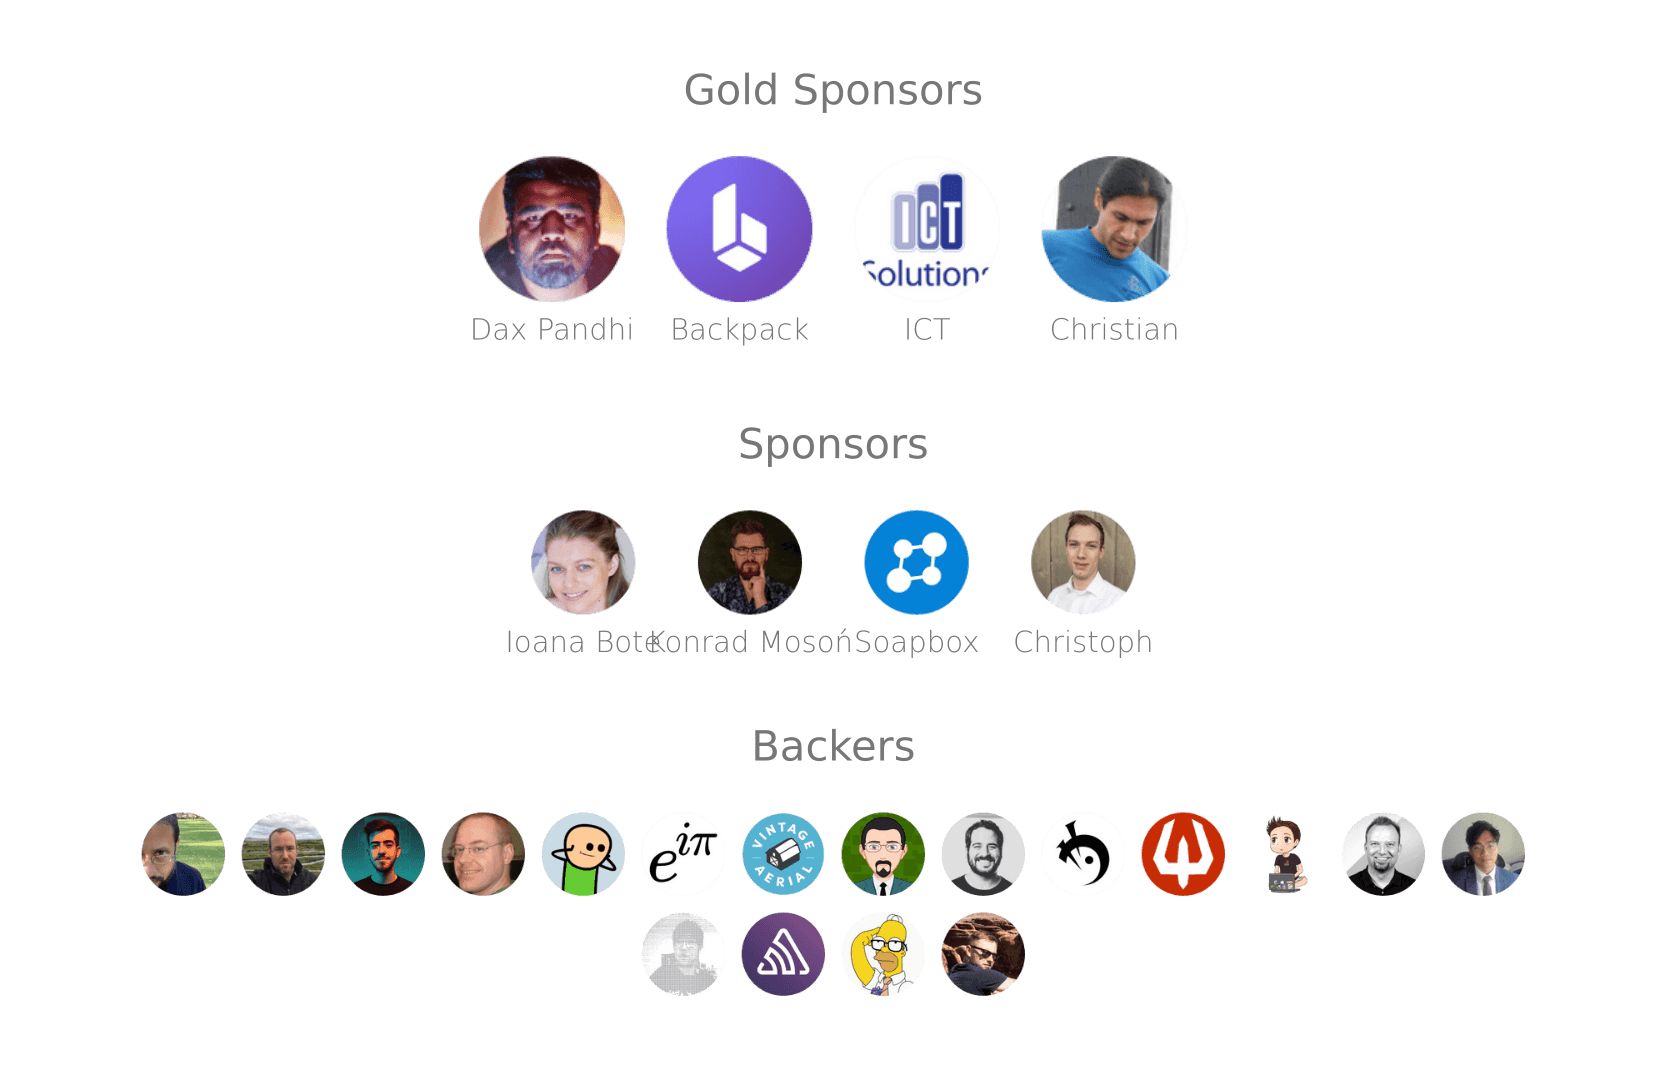 Gold Sponsors
ICT
Solutions
Dax Pandhi Backpack ICT Christian
Sponsors
Ioana Bote Konrad Mosoń Soapbox Christoph
Backers
e^{iπ}
VINTAGE
AERIAL